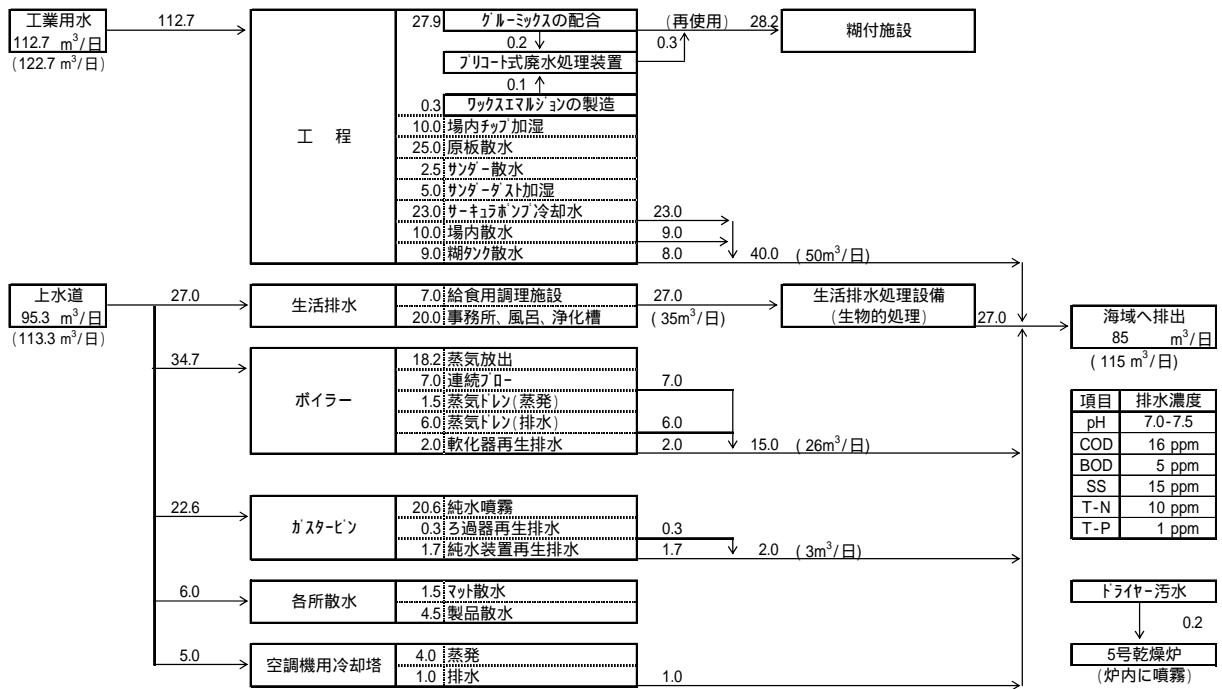 工業用水
112.7 m³/日
(122.7 m³/日)
112.7
工 程
27.9 グルーミックスの配合
(再使用) 28.2
糊付施設
0.2
0.3
プリコート式廃水処理装置
0.1
0.3 ワックスエマルションの製造
10.0 場内チップ加湿
25.0 原板散水
2.5 サンダー散水
5.0 サンダーダスト加湿
23.0 サーキュラポンプ冷却水 23.0
10.0 場内散水 9.0
9.0 糊タンク散水 8.0 40.0 (50m³/日)
上水道
95.3 m³/日
(113.3 m³/日)
27.0
生活排水
7.0 給食用調理施設
20.0 事務所、風呂、浄化槽
27.0
(35m³/日)
生活排水処理設備
(生物的処理)
27.0
海域へ排出
85 m³/日
(115 m³/日)
34.7
ボイラー
18.2 蒸気放出
7.0 連続ブロー 7.0
1.5 蒸気ドレン(蒸発)
6.0 蒸気ドレン(排水) 6.0
2.0 軟化器再生排水 2.0 15.0 (26m³/日)
項目 排水濃度
pH 7.0-7.5
COD 16 ppm
BOD 5 ppm
SS 15 ppm
T-N 10 ppm
T-P 1 ppm
22.6
ガスタービン
20.6 純水噴霧
0.3 ろ過器再生排水 0.3
1.7 純水装置再生排水 1.7 2.0 (3m³/日)
6.0
各所散水
1.5 マット散水
4.5 製品散水
5.0
空調機用冷却塔
4.0 蒸発
1.0 排水 1.0
ドライヤー汚水
0.2
5号乾燥炉
(炉内に噴霧)